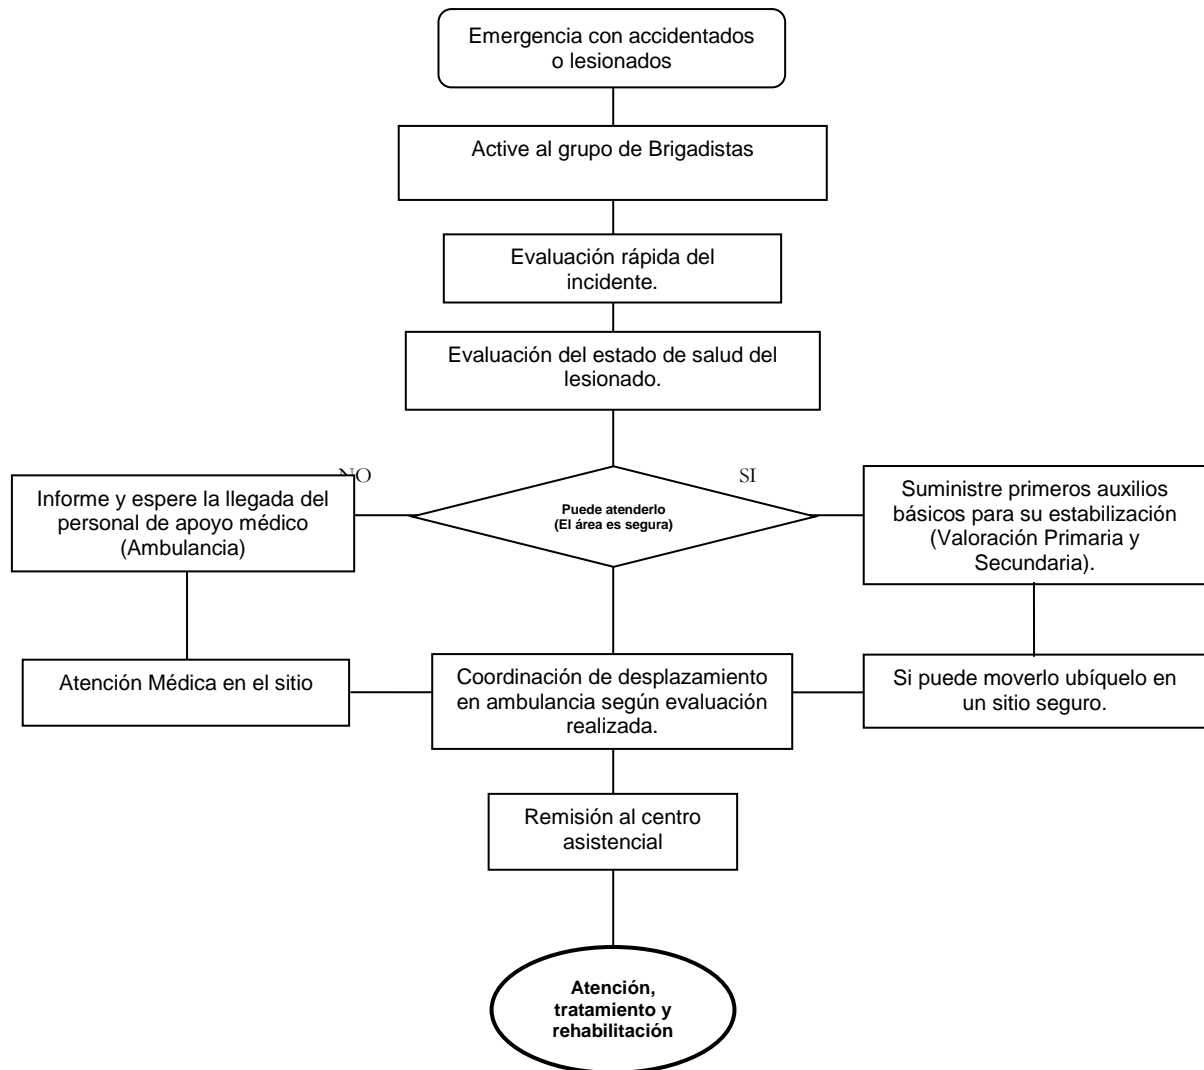 Emergencia con accidentados
o lesionados
Active al grupo de Brigadistas
Evaluación rápida del
incidente.
Evaluación del estado de salud del
lesionado.
NO
SI
Informe y espere la llegada del
personal de apoyo médico
(Ambulancia)
Puede atenderlo
(El área es segura)
Suministre primeros auxilios
básicos para su estabilización
(Valoración Primaria y
Secundaria).
Atención Médica en el sitio
Coordinación de desplazamiento
en ambulancia según evaluación
realizada.
Si puede moverlo ubíquelo en
un sitio seguro.
Remisión al centro
asistencial
Atención,
tratamiento y
rehabilitación